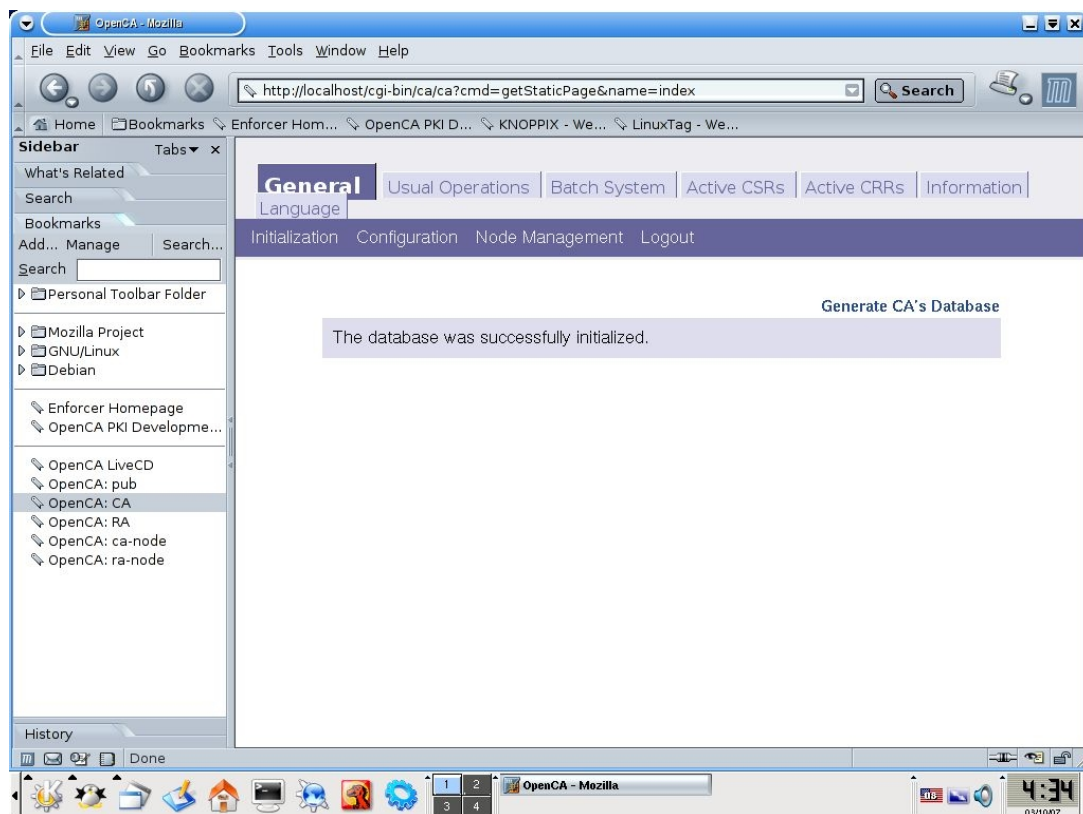 OpenCA - Mozilla
File Edit View Go Bookmarks Tools Window Help
http://localhost/cgi-bin/ca/ca?cmd=getStaticPage&name=index Search
Home Bookmarks Enforcer Hom... OpenCA PKI D... KNOPPIX - We... LinuxTag - We...
Sidebar Tabs x
What's Related
Search
Bookmarks
Add... Manage Search...
Search
Personal Toolbar Folder
Mozilla Project
GNU/Linux
Debian
Enforcer Homepage
OpenCA PKI Developme...
OpenCA LiveCD
OpenCA: pub
OpenCA: CA
OpenCA: RA
OpenCA: ca-node
OpenCA: ra-node
History
General Usual Operations Batch System Active CSRs Active CRRs Information
Language
Initialization Configuration Node Management Logout
Generate CA's Database
The database was successfully initialized.
Done
1 2
3 4
OpenCA - Mozilla
US
4:34
03/10/07